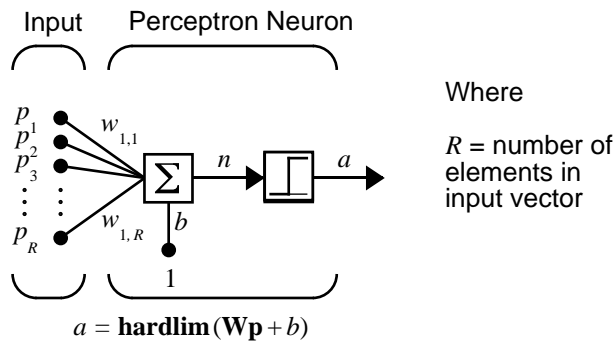 Input
Perceptron Neuron
p1
p2
p3
pR
w1,1
w1, R
Σ
n
a
b
1
a = hardlim (Wp + b)
Where
R = number of
elements in
input vector